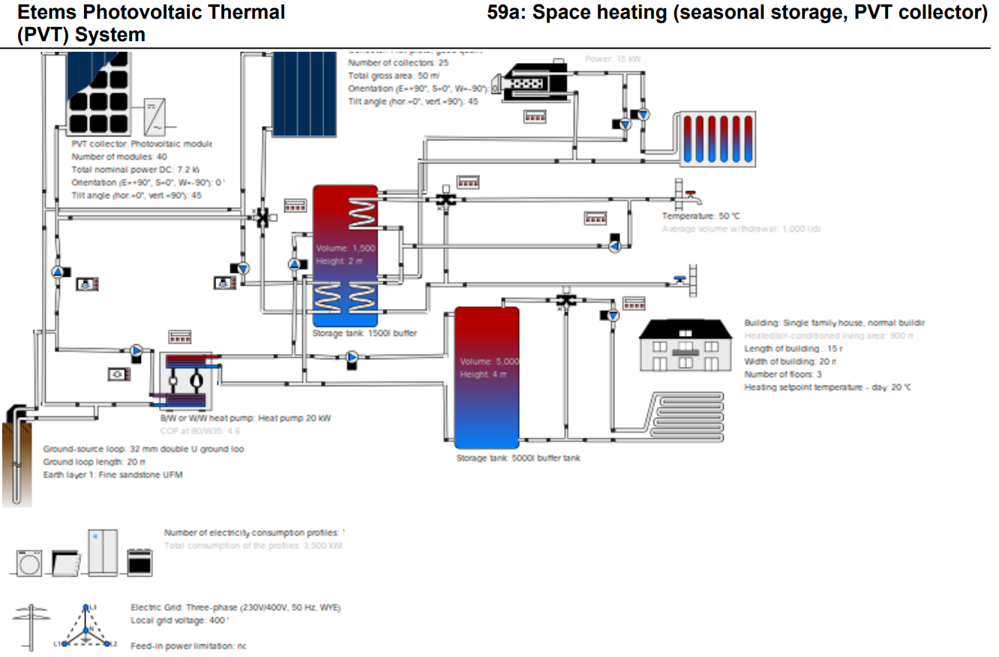 Etems Photovoltaic Thermal
(PVT) System
59a: Space heating (seasonal storage, PVT collector)
Number of collectors: 25
Total gross area: 50 m²
Orientation (E=+90°, S=0°, W=-90°): 0
Tilt angle (hor.=0°, vert.=90°): 45
Power: 15 kW
PVT collector: Photovoltaic module
Number of modules: 40
Total nominal power DC: 7.2
Orientation (E=+90°, S=0°, W=-90°): 0 °
Tilt angle (hor.=0°, vert.=90°): 45
Temperature: 50 °C
Average volume withdrawal: 1,000
Volume: 1,500
Height: 2 m
Storage tank: 1500l buffer
Volume: 5,000
Height: 4 m
Storage tank: 5000l buffer tank
Building: Single family house, normal
Heated/air-conditioned living area: 900
Length of building : 15
Width of building: 20
Number of floors: 3
Heating setpoint temperature - day: 20 °C
B/W or W/W heat pump: Heat pump 20 kW
COP at B0/W35: 4.6
Ground-source loop: 32 mm double U ground
Ground loop length: 20
Earth layer 1: Fine sandstone UFM
Number of electricity consumption profiles:
Total consumption of the profiles: 3,500 kW
Electric Grid: Three-phase (230V/400V, 50 Hz, WYE)
Local grid voltage: 400
Feed-in power limitation:
L3
N
L1
L2